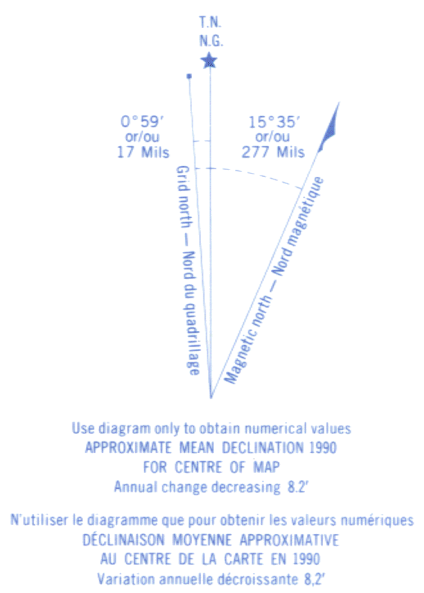 T.N.
N.G.
0°59′
or/ou
17 Mils
15°35′
or/ou
277 Mils
Grid north — Nord du quadrillage
Magnetic north — Nord magnétique
Use diagram only to obtain numerical values
APPROXIMATE MEAN DECLINATION 1990
FOR CENTRE OF MAP
Annual change decreasing 8.2′
N'utiliser le diagramme que pour obtenir les valeurs numériques
DÉCLINAISON MOYENNE APPROXIMATIVE
AU CENTRE DE LA CARTE EN 1990
Variation annuelle décroissante 8,2′